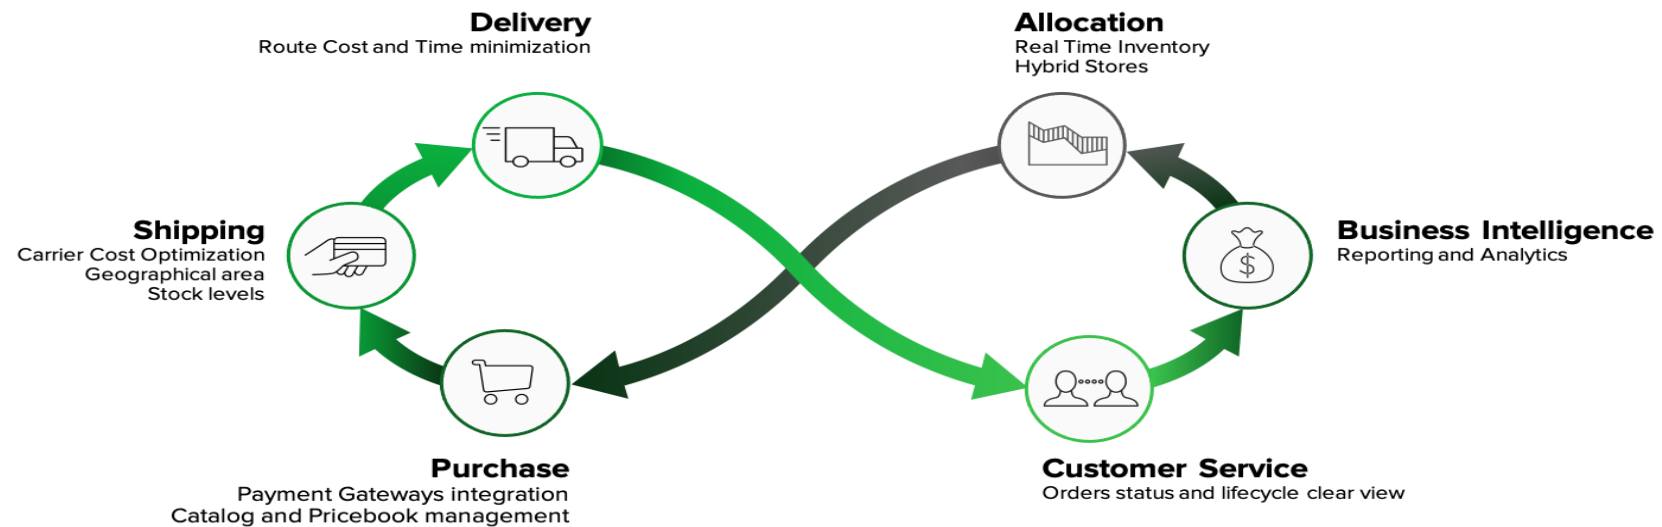 Delivery
Route Cost and Time minimization
Allocation
Real Time Inventory
Hybrid Stores
Shipping
Carrier Cost Optimization
Geographical area
Stock levels
$
Business Intelligence
Reporting and Analytics
Purchase
Payment Gateways integration
Catalog and Pricebook management
Customer Service
Orders status and lifecycle clear view